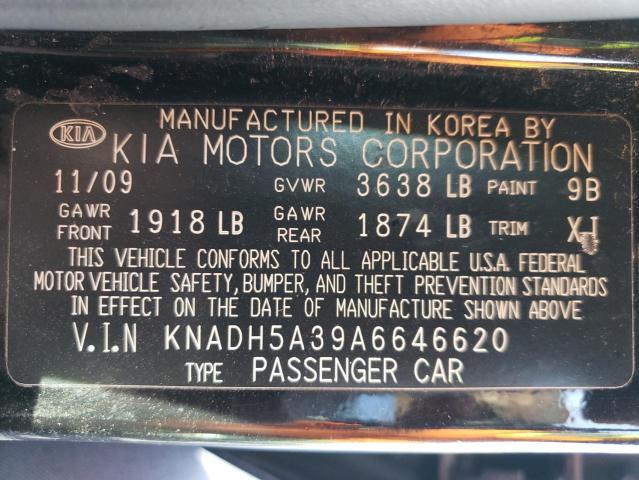 MANUFACTURED IN KOREA BY
KIA KIA MOTORS CORPORATION
11/09 GVWR 3638 LB PAINT 9B
GAWR FRONT 1918 LB GAWR REAR 1874 LB TRIM
THIS VEHICLE CONFORMS TO ALL APPLICABLE U.S.A. FEDERAL
MOTOR VEHICLE SAFETY, BUMPER, AND THEFT PREVENTION STANDARDS
IN EFFECT ON THE DATE OF MANUFACTURE SHOWN ABOVE
V.I.N KNADH5A39A6646620
TYPE PASSENGER CAR